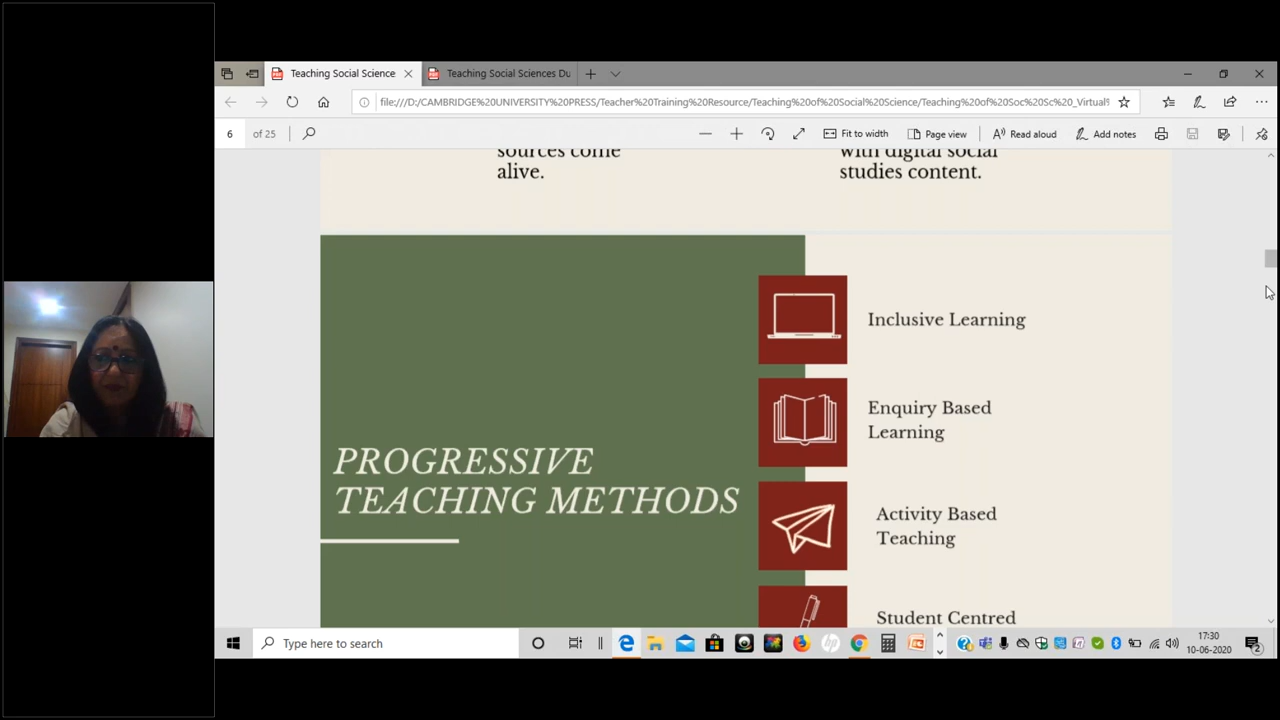 Teaching Social Science
Teaching Social Sciences Du
file:///D:/CAMBRIDGE%20UNIVERSITY%20PRESS/Teacher%20Training%20Resource/Teaching%20of%20Social%20Science/Teaching%20of%20Soc%20Sc%20_Virtual%
6 of 25
Fit to width
Page view
Read aloud
Add notes
sources come
alive.
with digital social
studies content.
PROGRESSIVE
TEACHING METHODS
Inclusive Learning
Enquiry Based
Learning
Activity Based
Teaching
Student Centred
Type here to search
17:30
10-06-2020